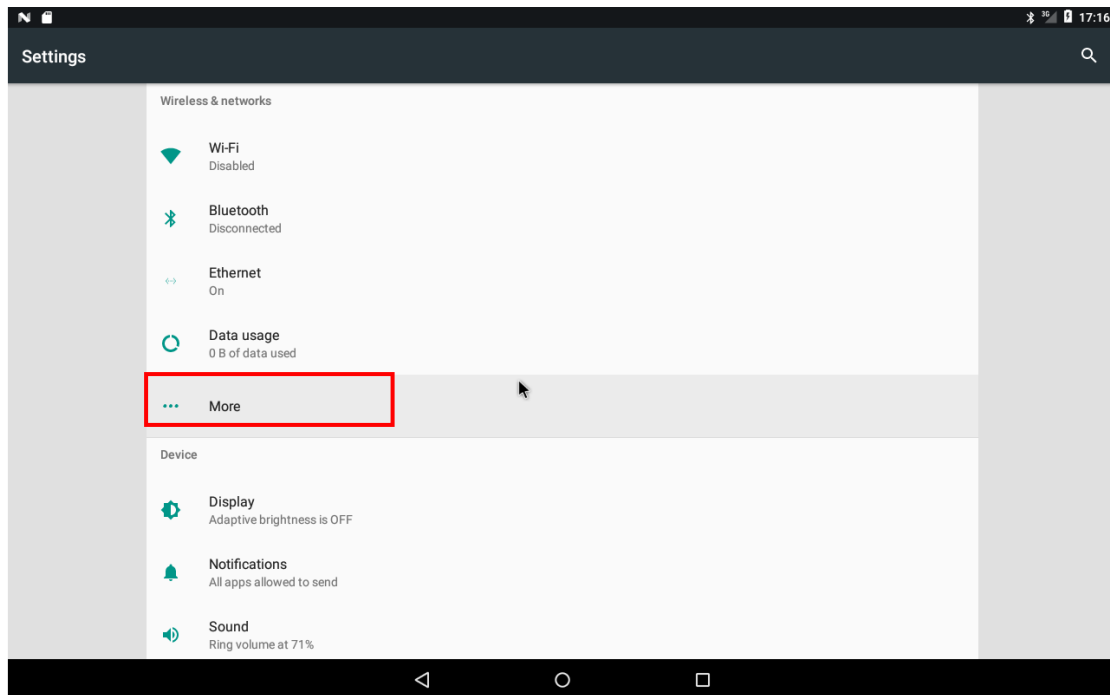 3G 17:16
Settings
Wireless & networks
Wi-Fi
Disabled
Bluetooth
Disconnected
Ethernet
On
Data usage
0 B of data used
More
Device
Display
Adaptive brightness is OFF
Notifications
All apps allowed to send
Sound
Ring volume at 71%